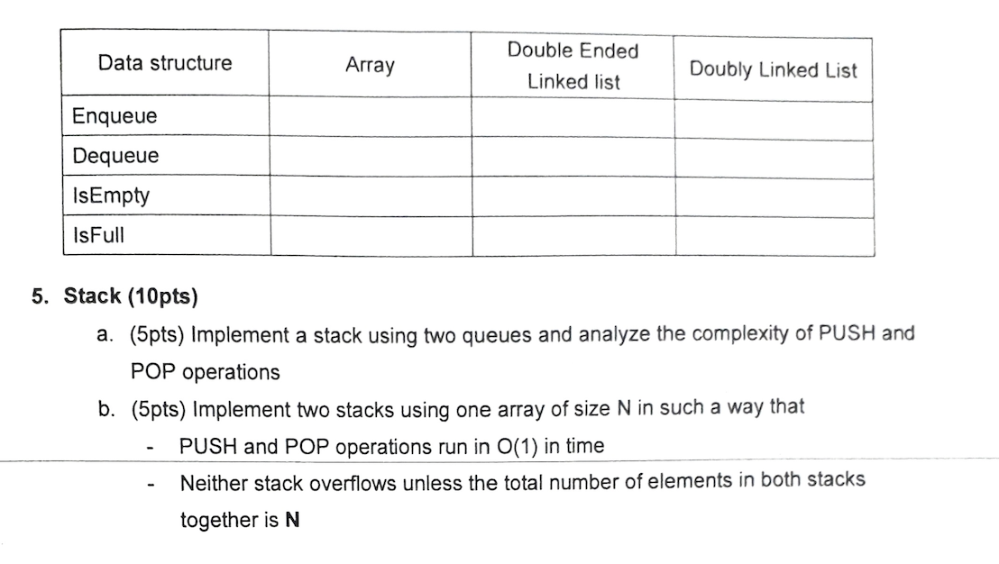 Data structure Array Double Ended Linked list Doubly Linked List
Enqueue
Dequeue
IsEmpty
IsFull
5. Stack (10pts)
a. (5pts) Implement a stack using two queues and analyze the complexity of PUSH and
POP operations
b. (5pts) Implement two stacks using one array of size N in such a way that
- PUSH and POP operations run in O(1) in time
- Neither stack overflows unless the total number of elements in both stacks
together is N